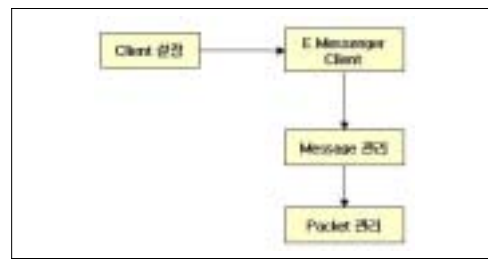 Client 설정
E Messenger
Client
Message 관리
Packet 관리